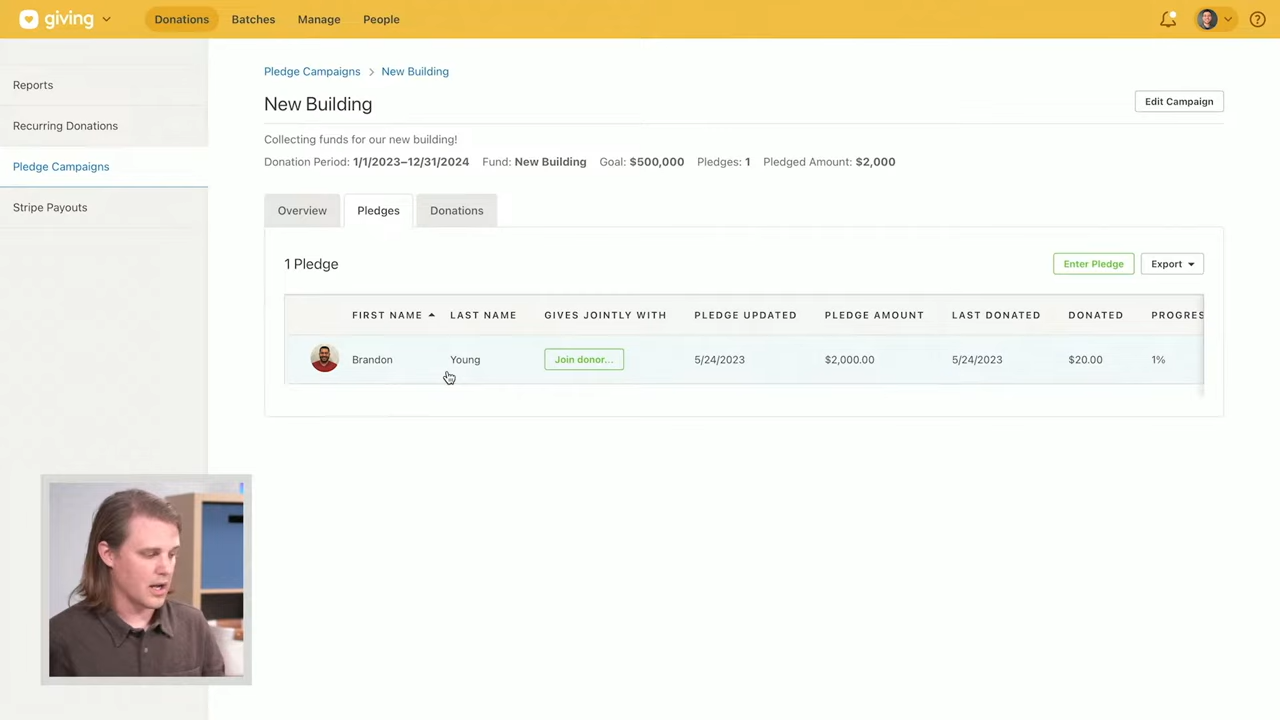 giving
Donations
Batches
Manage
People
Reports
Recurring Donations
Pledge Campaigns
Stripe Payouts
Pledge Campaigns > New Building
New Building
Edit Campaign
Collecting funds for our new building!
Donation Period: 1/1/2023–12/31/2024 Fund: New Building Goal: $500,000 Pledges: 1 Pledged Amount: $2,000
Overview
Pledges
Donations
1 Pledge
Enter Pledge
Export
FIRST NAME LAST NAME GIVES JOINTLY WITH PLEDGE UPDATED PLEDGE AMOUNT LAST DONATED DONATED PROGRES
Brandon Young Join donor... 5/24/2023 $2,000.00 5/24/2023 $20.00 1%